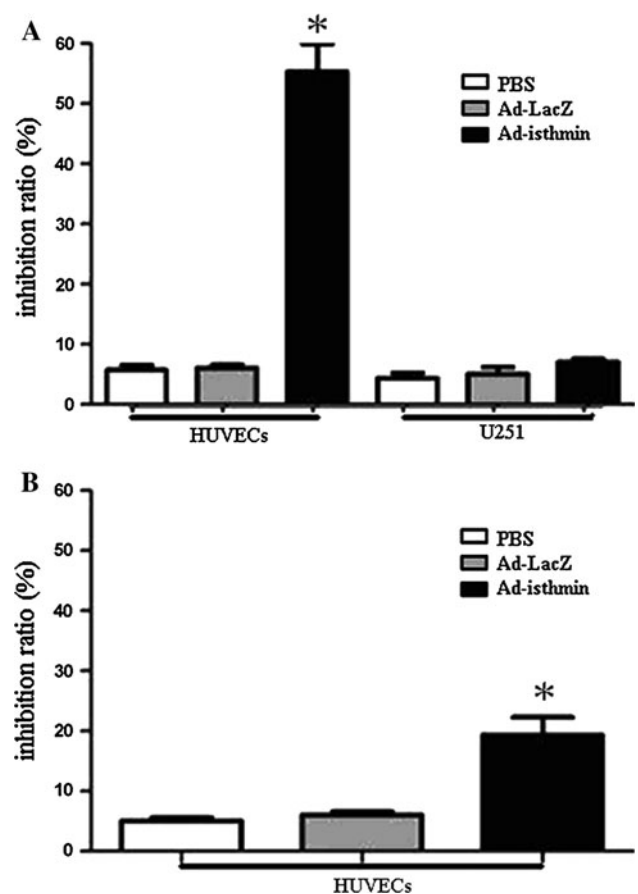 A
inhibition ratio (%)
60
50
40
30
20
10
0
*
PBS
Ad-LacZ
Ad-isthmin
HUVECs
U251
B
inhibition ratio (%)
60
50
40
30
20
10
0
PBS
Ad-LacZ
Ad-isthmin
*
HUVECs